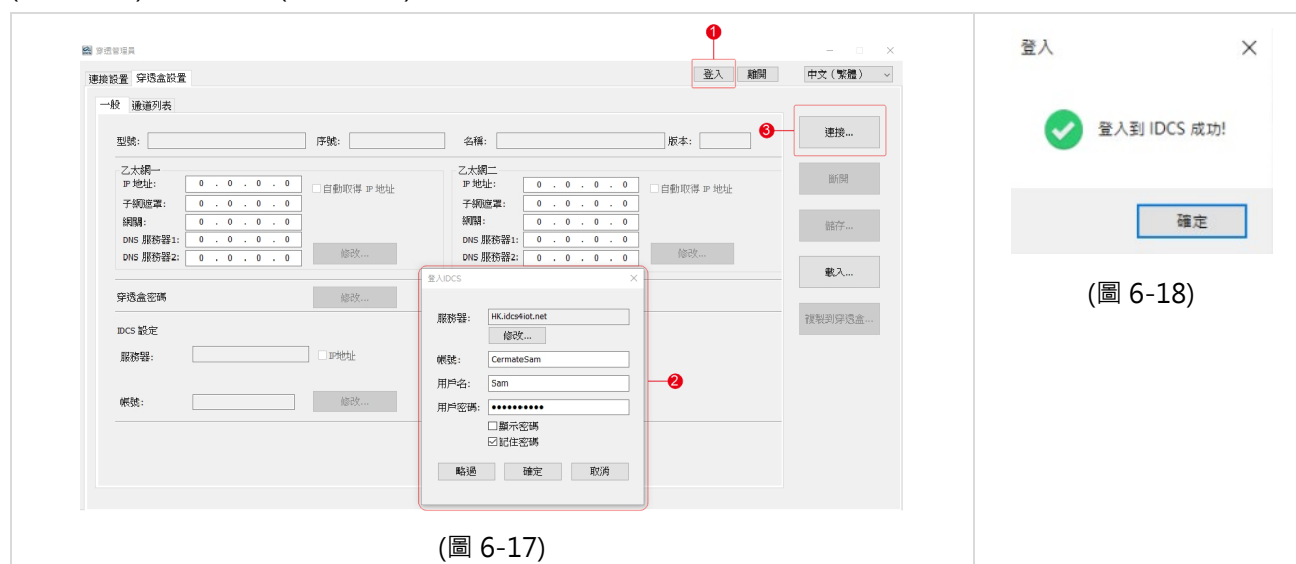 1
穿透管理員
連接設置 穿透盒設置
登入 離開 中文(繁體)
一般 通道列表
型號: 序號: 名稱: 版本:
3
連接...
乙太網一
IP 地址: 0 . 0 . 0 . 0 自動取得 IP 地址
子網遮罩: 0 . 0 . 0 . 0
網關: 0 . 0 . 0 . 0
DNS 服務器1: 0 . 0 . 0 . 0
DNS 服務器2: 0 . 0 . 0 . 0 修改...
乙太網二
IP 地址: 0 . 0 . 0 . 0 自動取得 IP 地址
子網遮罩: 0 . 0 . 0 . 0
網關: 0 . 0 . 0 . 0
DNS 服務器1: 0 . 0 . 0 . 0
DNS 服務器2: 0 . 0 . 0 . 0 修改...
斷開
儲存...
載入...
複製到穿透盒...
穿透盒密碼 修改...
IDCS 設定
服務器: IP地址
帳號: 修改...
登入IDCS
服務器: HK.idcs4iot.net
修改...
帳號: CermateSam
用戶名: Sam
2
用戶密碼: ●●●●●●●●●●
顯示密碼
記住密碼
略過 確定 取消
(圖 6-17)
登入
登入到 IDCS 成功!
確定
(圖 6-18)